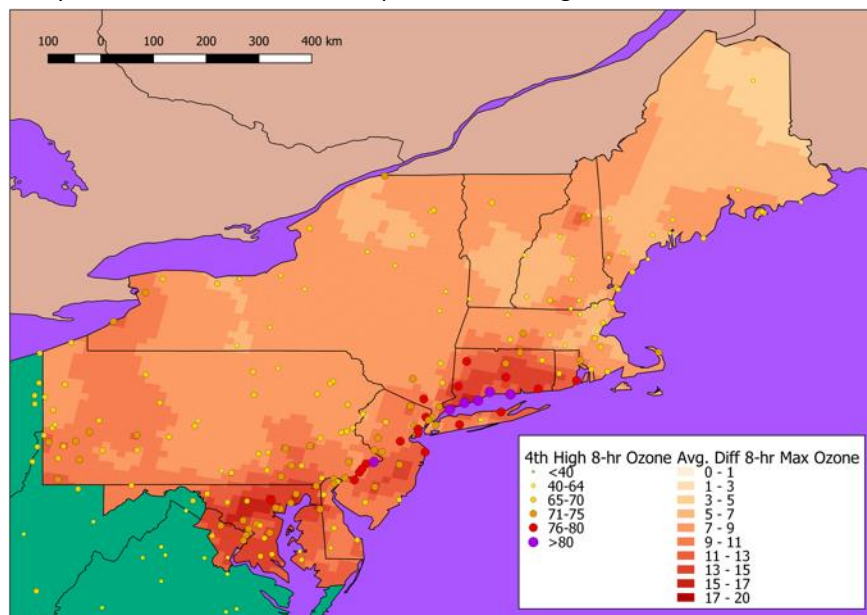 100 0 100 200 300 400 km
4th High 8-hr Ozone Avg. Diff 8-hr Max Ozone
<40 0 - 1
40-64 1 - 3
65-70 3 - 5
71-75 5 - 7
76-80 7 - 9
>80 9 - 11
11 - 13
13 - 15
15 - 17
17 - 20